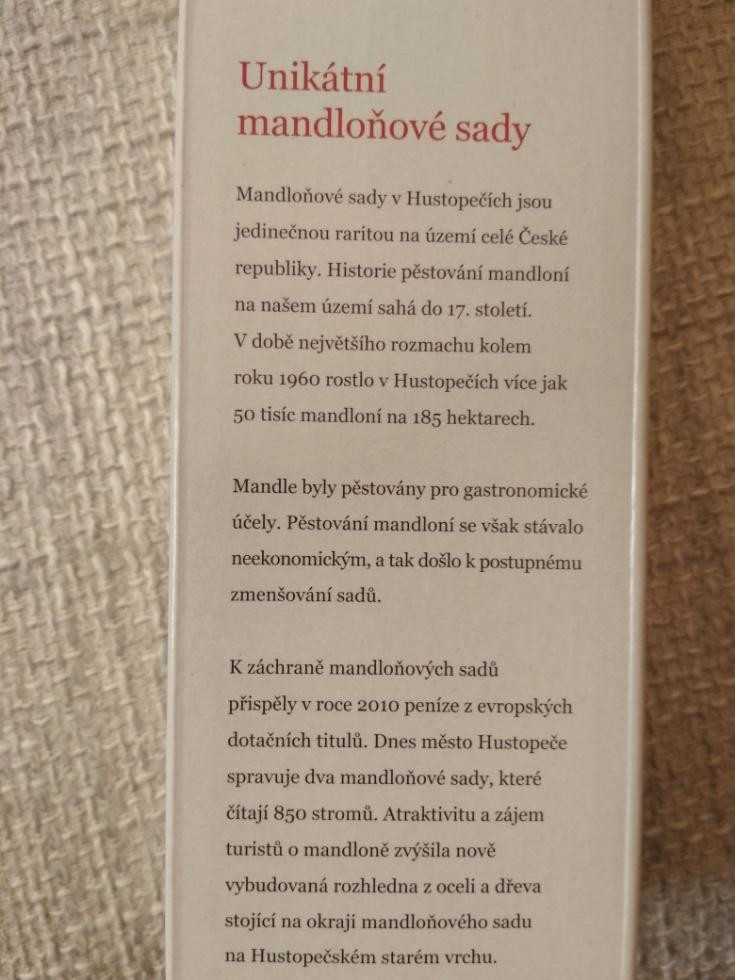 Unikátní
mandloňové sady
Mandloňové sady v Hustopečích jsou
jedinečnou raritou na území celé České
republiky. Historie pěstování mandloní
na našem území sahá do 17. století.
V době největšího rozmachu kolem
roku 1960 rostlo v Hustopečích více jak
50 tisíc mandloní na 185 hektarech.
Mandle byly pěstovány pro gastronomické
účely. Pěstování mandloní se však stávalo
neekonomickým, a tak došlo k postupnému
zmenšování sadů.
K záchraně mandloňových sadů
přispěly v roce 2010 peníze z evropských
dotačních titulů. Dnes město Hustopeče
spravuje dva mandloňové sady, které
čítají 850 stromů. Atraktivitu a zájem
turistů o mandloně zvýšila nově
vybudovaná rozhledna z oceli a dřeva
stojící na okraji mandloňového sadu
na Hustopečském starém vrchu.